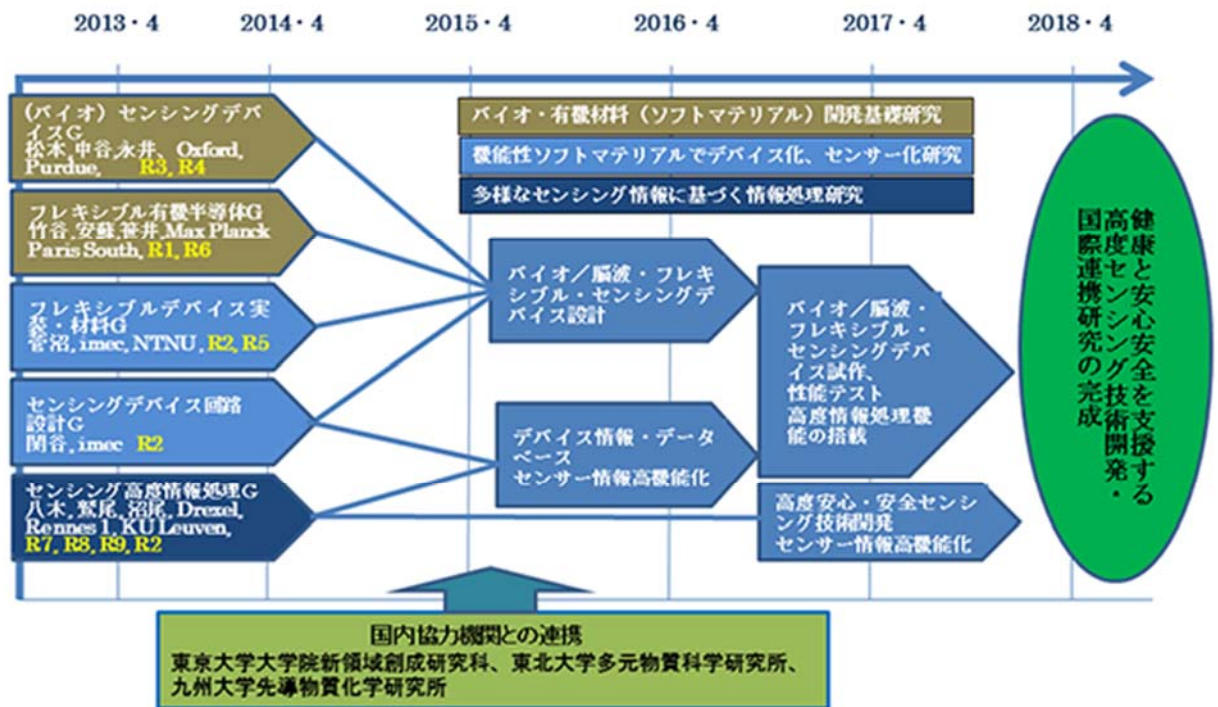 2013・4
2014・4
2015・4
2016・4
2017・4
2018・4
(バイオ）センシングデバ
イスG
松本,中谷,永井、Oxford,
Purdue, R3, R4
フレキシブル有機半導体G
竹谷,安蘇,笹井,Max Planck
Paris South, R1, R6
フレキシブルデバイス実
装・材料G
菅沼, imec, NTNU, R2, R5
センシングデバイス回路
設計G
関谷, imec R2
センシング高度情報処理G
八木、鷲尾、沼尾、Drexel,
Rennes 1, KU Leuven,
R7, R8, R9, R2
バイオ・有機材料（ソフトマテリアル）開発基礎研究
機能性ソフトマテリアルでデバイス化、センサー化研究
多様なセンシング情報に基づく情報処理研究
バイオ／脳波・フレキ
シブル・センシングデ
バイス設計
デバイス情報・データ
ベース
センサー情報高機能化
バイオ／脳波・
フレキシブル・
センシングデバ
イス試作、
性能テスト
高度情報処理機
能の搭載
高度安心・安全センシ
ング技術開発
センサー情報高機能化
健康と安心安全を支援する
高度センシング技術開発・
国際連携研究の完成
国内協力機関との連携
東京大学大学院新領域創成研究科、東北大学多元物質科学研究所、
九州大学先導物質化学研究所